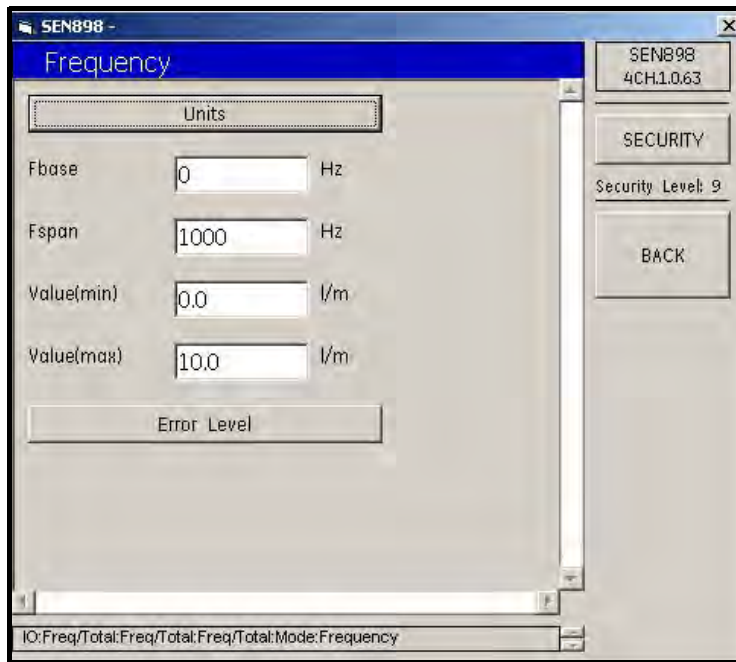 SEN898 -
Frequency
SEN898
4CH.1.0.63
Units
SECURITY
Fbase 0 Hz
Security Level: 9
Fspan 1000 Hz
BACK
Value(min) 0.0 l/m
Value(max) 10.0 l/m
Error Level
IO:Freq/Total:Freq/Total:Freq/Total:Mode:Frequency